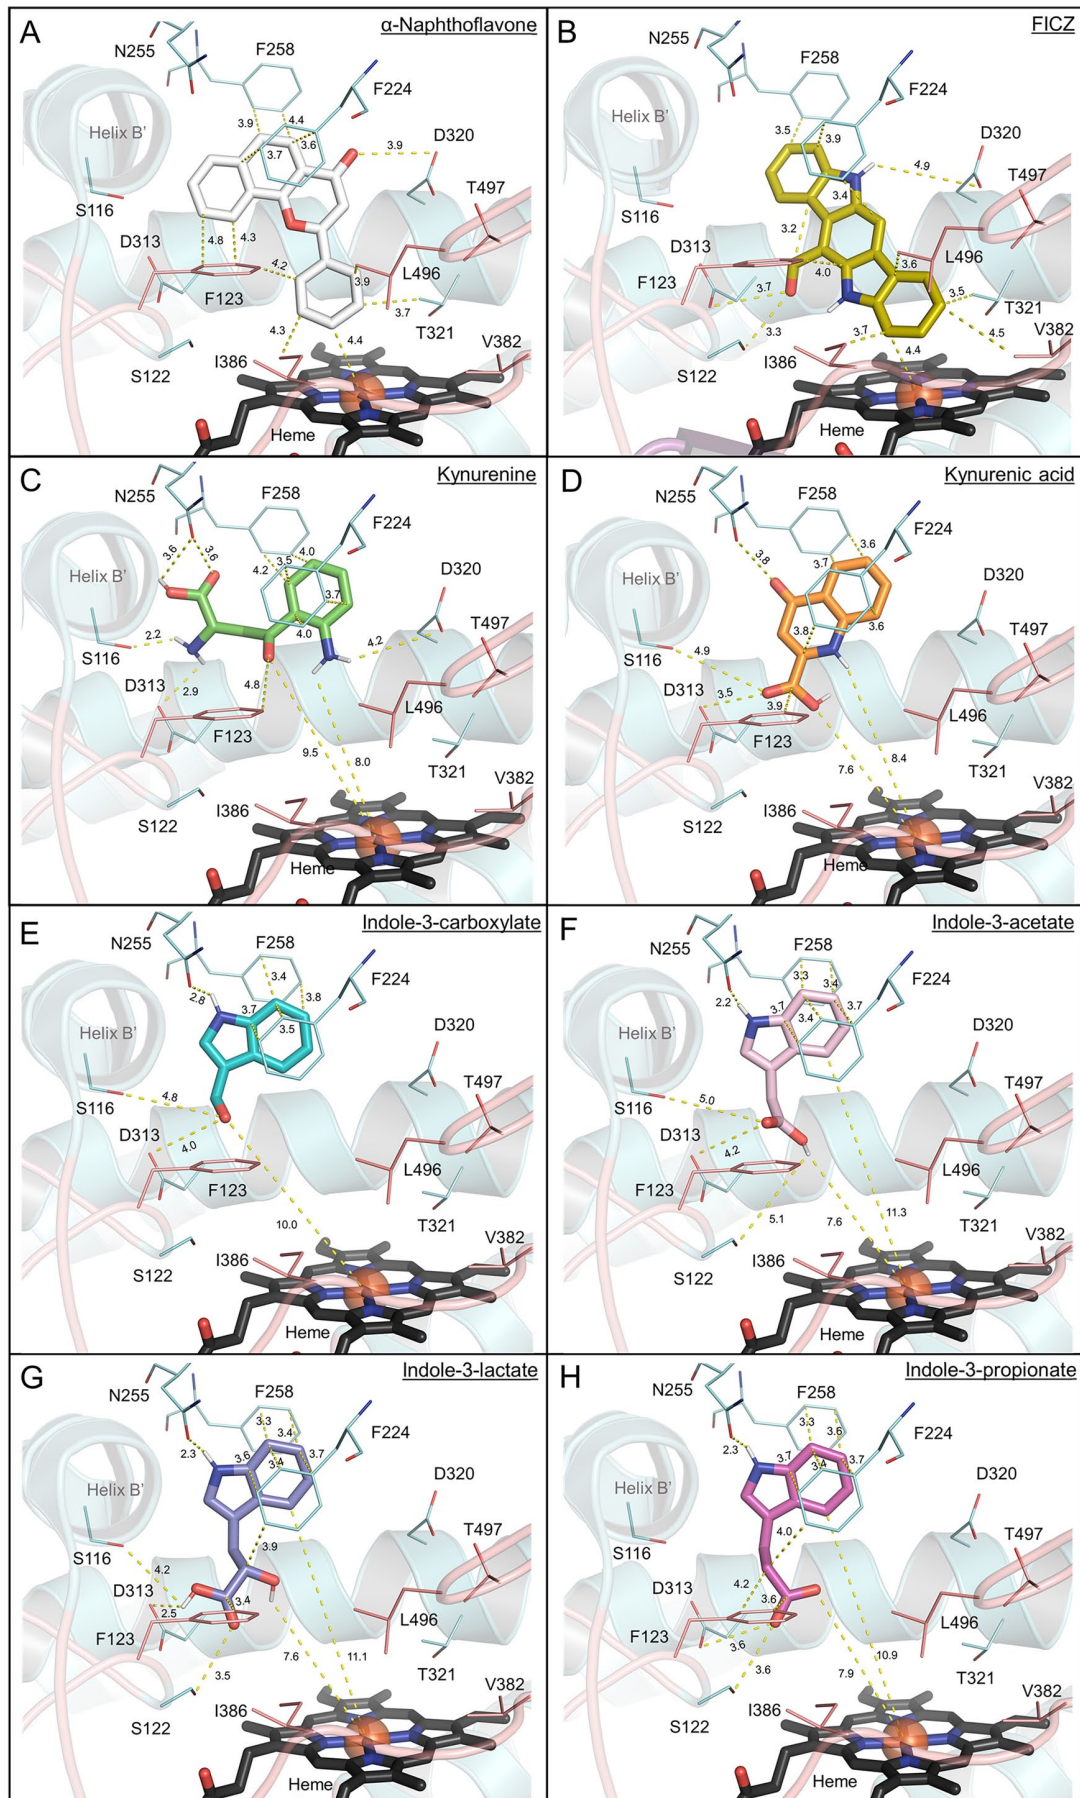 A
α-Naphthoflavone
N255
F258
F224
Helix B'
3.9
4.4
3.7
3.6
3.9
D320
T497
S116
D313
4.8
4.3
4.2
F123
3.9
L496
3.7
T321
4.3
4.4
S122
I386
V382
Heme
B
FICZ
N255
F258
F224
Helix B'
3.5
3.9
D320
4.9
T497
3.4
S116
3.2
D313
4.0
3.6
L496
F123
3.7
3.5
T321
3.3
3.7
4.5
V382
S122
I386
4.4
Heme
C
Kynurenine
N255
F258
F224
3.6
3.6
4.2
3.5
4.0
Helix B'
3.7
D320
T497
2.2
4.0
4.2
S116
D313
2.9
4.8
L496
F123
9.5
8.0
T321
V382
S122
I386
Heme
D
Kynurenic acid
N255
F258
F224
3.8
3.7
3.6
Helix B'
D320
T497
3.8
3.6
S116
4.9
D313
3.5
3.9
L496
F123
7.6
8.4
T321
V382
S122
I386
Heme
E
Indole-3-carboxylate
N255
F258
F224
3.4
2.8
3.7
3.8
3.5
Helix B'
D320
T497
S116
4.8
D313
4.0
L496
F123
10.0
T321
V382
S122
I386
Heme
F
Indole-3-acetate
N255
F258
F224
3.3
3.4
2.2
3.7
3.4
3.7
Helix B'
D320
T497
S116
5.0
D313
4.2
L496
F123
5.1
7.6
11.3
T321
V382
S122
I386
Heme
G
Indole-3-lactate
N255
F258
F224
3.3
3.4
2.3
3.6
3.4
3.7
Helix B'
D320
T497
S116
3.9
4.2
D313
2.5
3.4
L496
F123
3.5
7.6
11.1
T321
V382
S122
I386
Heme
H
Indole-3-propionate
N255
F258
F224
3.3
3.6
2.3
3.7
3.4
3.7
Helix B'
D320
T497
S116
4.0
D313
4.2
3.6
L496
F123
3.6
3.6
7.9
10.9
T321
V382
S122
I386
Heme